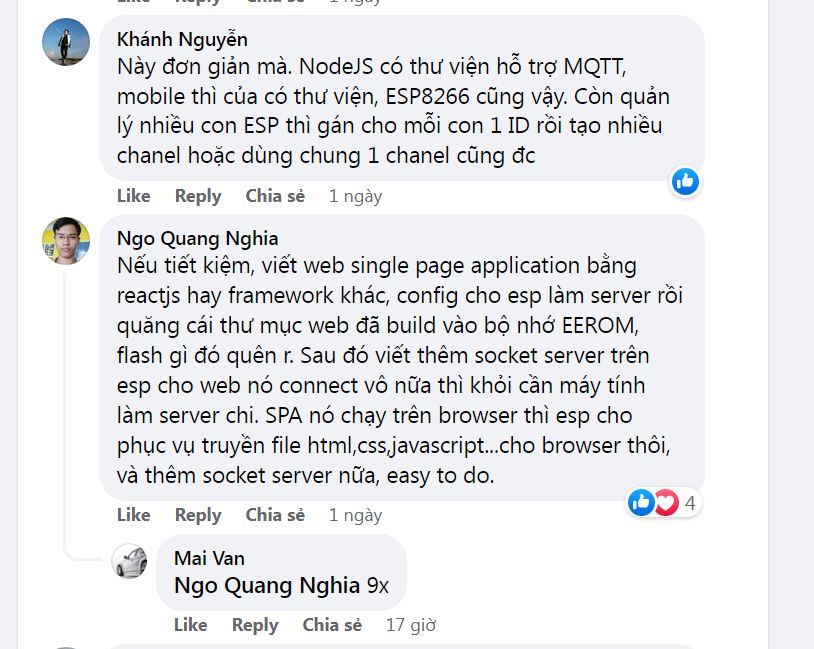 Like Reply Chia sẻ 1 ngày
Khánh Nguyễn
Này đơn giản mà. NodeJS có thư viện hỗ trợ MQTT,
mobile thì của có thư viện, ESP8266 cũng vậy. Còn quản
lý nhiều con ESP thì gán cho mỗi con 1 ID rồi tạo nhiều
chanel hoặc dùng chung 1 chanel cũng đc
Like Reply Chia sẻ 1 ngày
Ngo Quang Nghia
Nếu tiết kiệm, viết web single page application bằng
reactjs hay framework khác, config cho esp làm server rồi
quăng cái thư mục web đã build vào bộ nhớ EEROM,
flash gì đó quên r. Sau đó viết thêm socket server trên
esp cho web nó connect vô nữa thì khỏi cần máy tính
làm server chi. SPA nó chạy trên browser thì esp cho
phục vụ truyền file html,css,javascript...cho browser thôi,
và thêm socket server nữa, easy to do.
4
Like Reply Chia sẻ 1 ngày
Mai Van
Ngo Quang Nghia 9x
Like Reply Chia sẻ 17 giờ